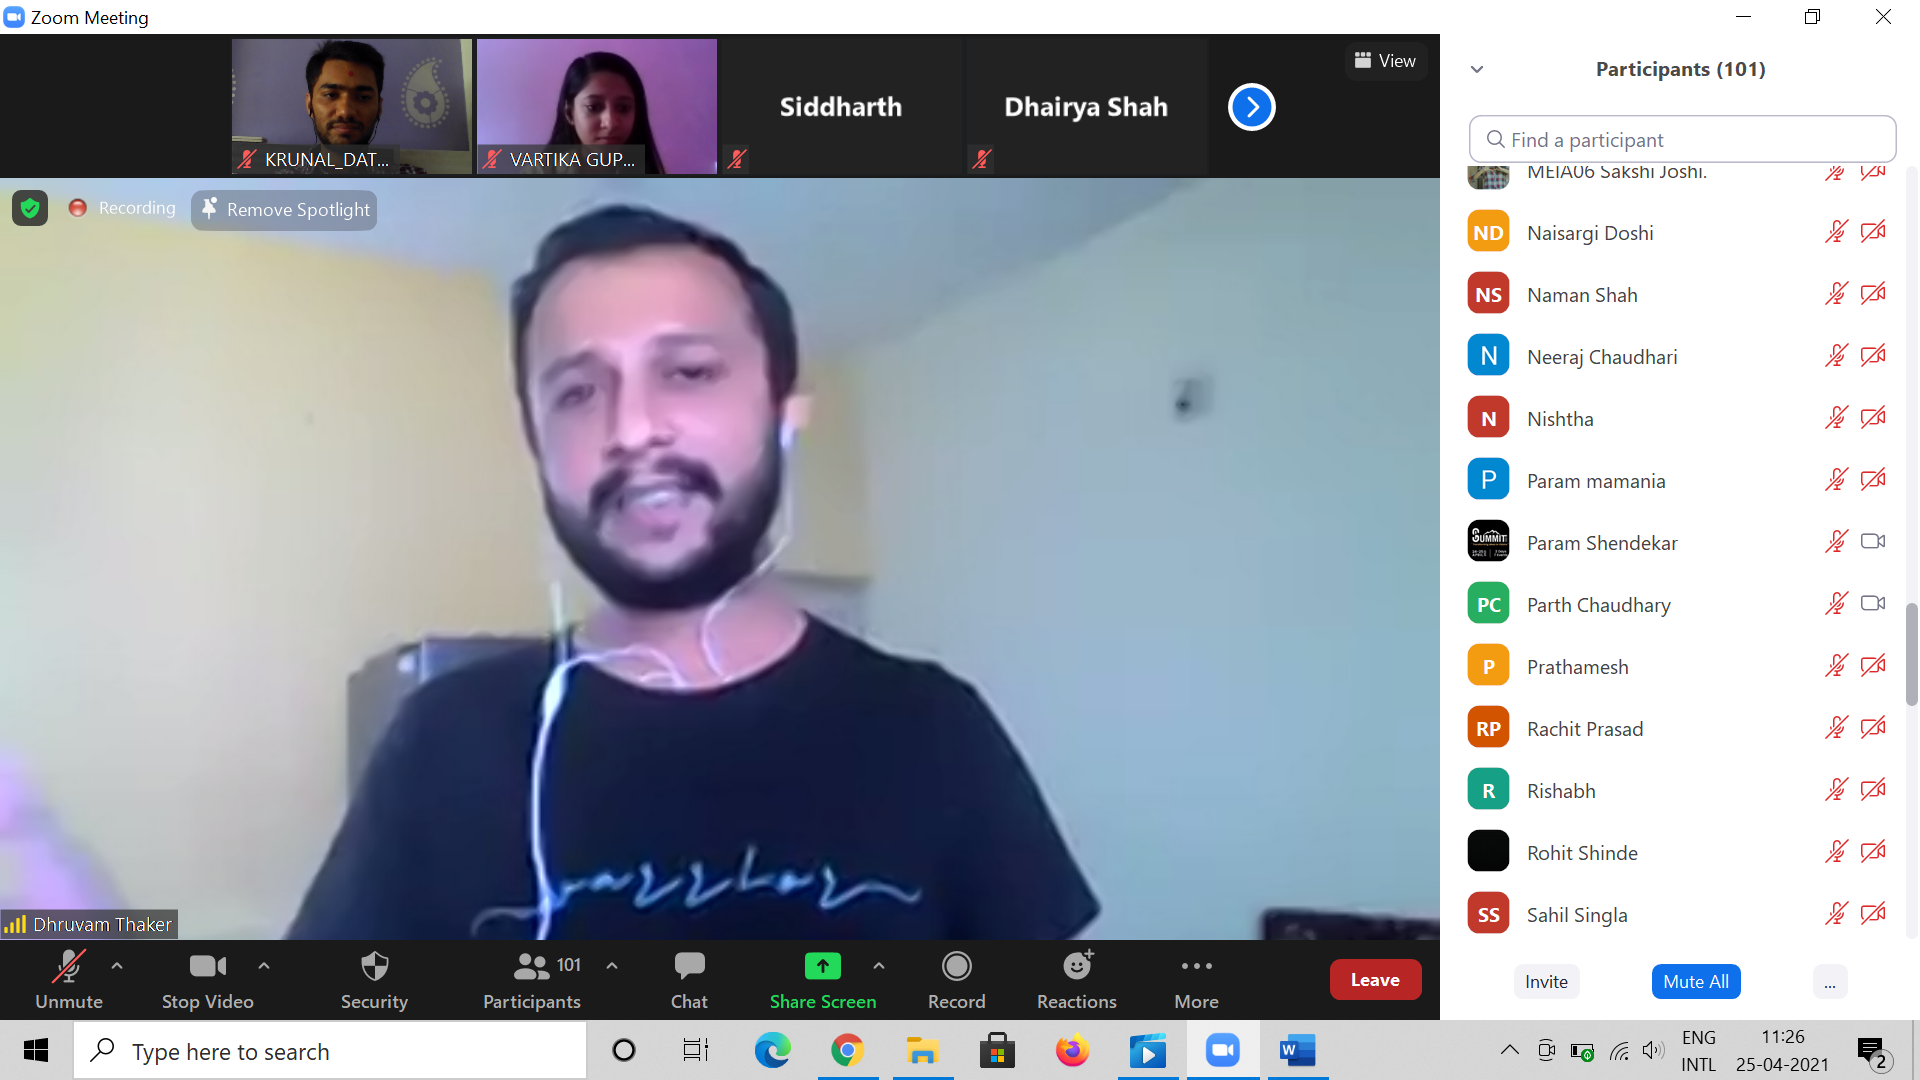 Zoom Meeting
KRUNAL_DAT...
VARTIKA GUP...
Siddharth
Dhairya Shah
View
Recording
Remove Spotlight
Dhruvam Thaker
Participants (101)
Find a participant
MEIA06 Sakshi Joshi.
ND Naisargi Doshi
NS Naman Shah
N Neeraj Chaudhari
N Nishtha
P Param mamania
SUMMIT Param Shendekar
PC Parth Chaudhary
P Prathamesh
RP Rachit Prasad
R Rishabh
Rohit Shinde
SS Sahil Singla
Invite Mute All ...
101
Unmute Stop Video Security Participants Chat Share Screen Record Reactions More Leave
Type here to search
W
ENG 11:26
INTL 25-04-2021
2